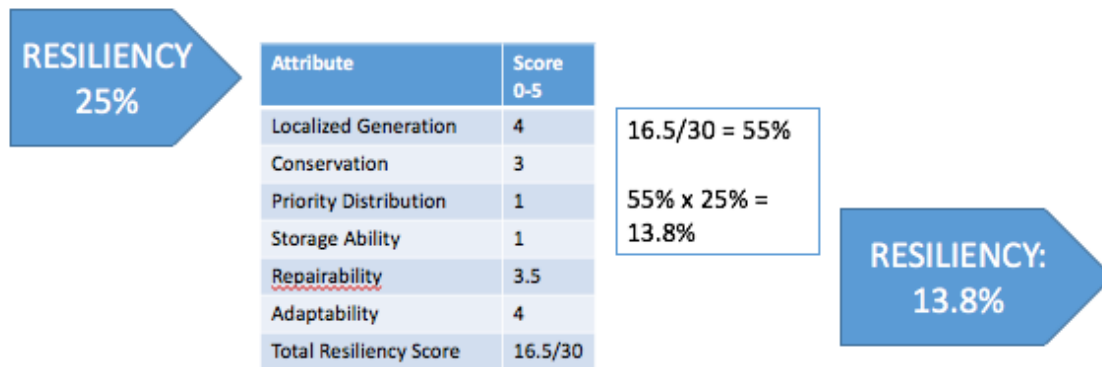 RESILIENCY
25%
Attribute Score
0-5
Localized Generation 4
Conservation 3
Priority Distribution 1
Storage Ability 1
Repairability 3.5
Adaptability 4
Total Resiliency Score 16.5/30
16.5/30 = 55%
55% x 25% =
13.8%
RESILIENCY:
13.8%